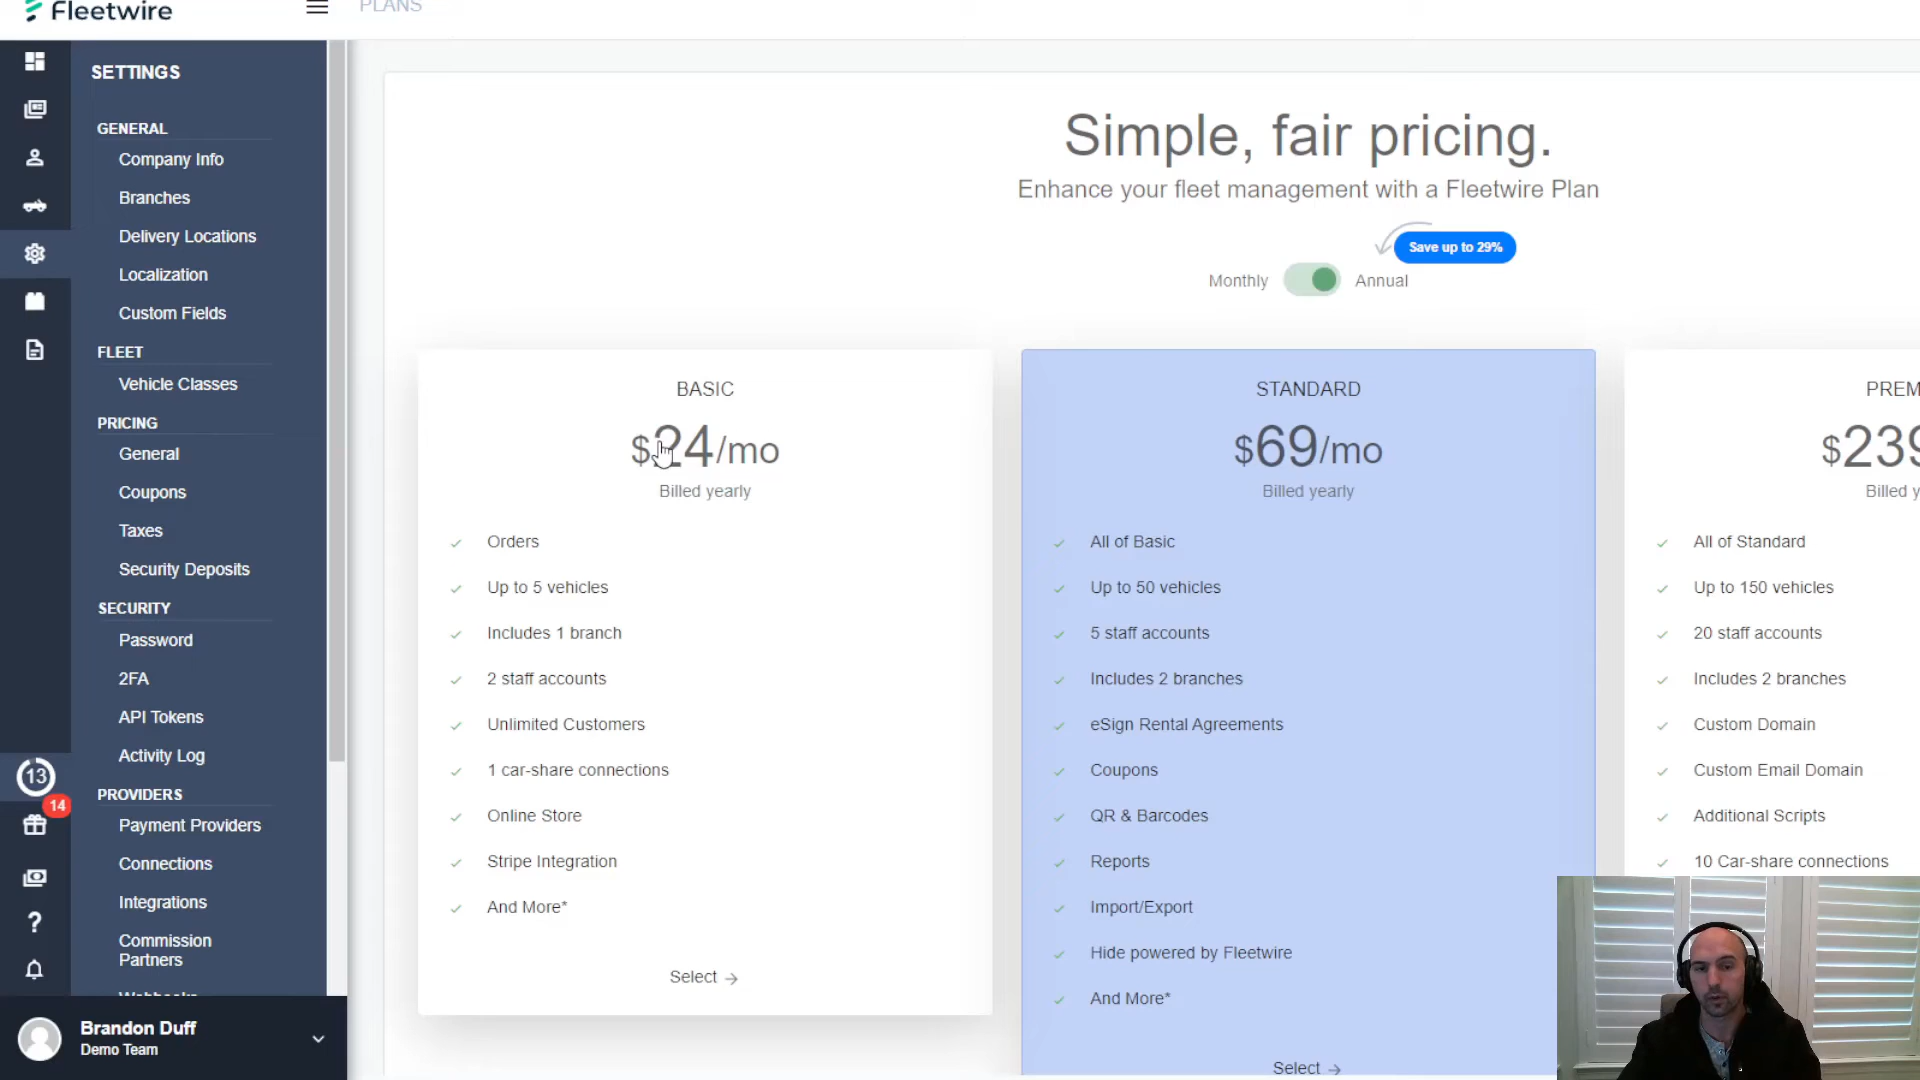 Fleetwire
PLANS
SETTINGS
GENERAL
Company Info
Branches
Delivery Locations
Localization
Custom Fields
FLEET
Vehicle Classes
PRICING
General
Coupons
Taxes
Security Deposits
SECURITY
Password
2FA
API Tokens
Activity Log
PROVIDERS
Payment Providers
Connections
Integrations
Commission
Partners
13
14
Brandon Duff
Demo Team
Simple, fair pricing.
Enhance your fleet management with a Fleetwire Plan
Save up to 29%
Monthly Annual
BASIC
$24/mo
Billed yearly
Orders
Up to 5 vehicles
Includes 1 branch
2 staff accounts
Unlimited Customers
1 car-share connections
Online Store
Stripe Integration
And More*
Select →
STANDARD
$69/mo
Billed yearly
All of Basic
Up to 50 vehicles
5 staff accounts
Includes 2 branches
eSign Rental Agreements
Coupons
QR & Barcodes
Reports
Import/Export
Hide powered by Fleetwire
And More*
Select →
PREM
$239
Billed y
All of Standard
Up to 150 vehicles
20 staff accounts
Includes 2 branches
Custom Domain
Custom Email Domain
Additional Scripts
10 Car-share connections